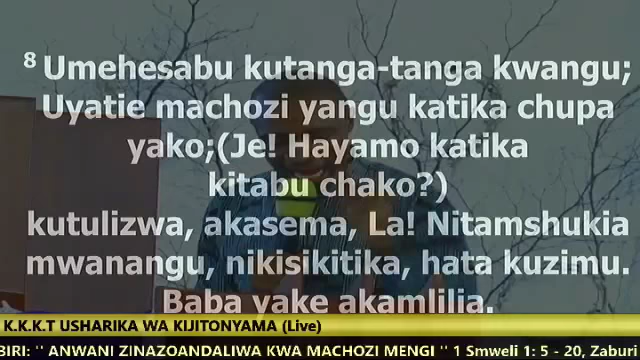 ⁸ Umehesabu kutanga-tanga kwangu;
Uyatie machozi yangu katika chupa
yako;(Je! Hayamo katika
kitabu chako?)
kutulizwa, akasema, La! Nitamshukia
mwanangu, nikisikitika, hata kuzimu.
Baba yake akamlilia.
K.K.K.T USHARIKA WA KIJITONYAMA (Live)
BIRI: '' ANWANI ZINAZOANDALIWA KWA MACHOZI MENGI '' 1 Smweli 1: 5 - 20, Zaburi